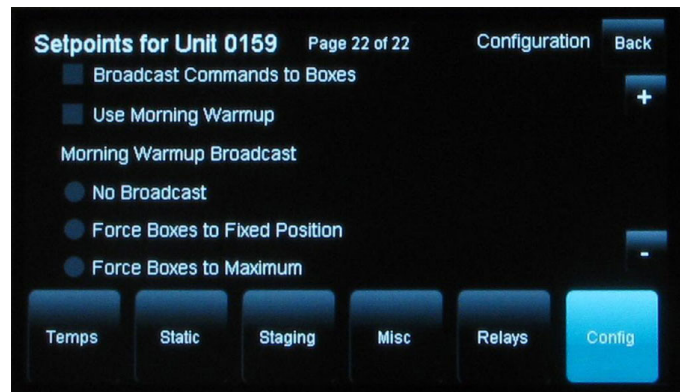 Setpoints for Unit 0159 Page 22 of 22 Configuration Back
Broadcast Commands to Boxes
+
Use Morning Warmup
Morning Warmup Broadcast
No Broadcast
Force Boxes to Fixed Position
-
Force Boxes to Maximum
Temps Static Staging Misc Relays Config